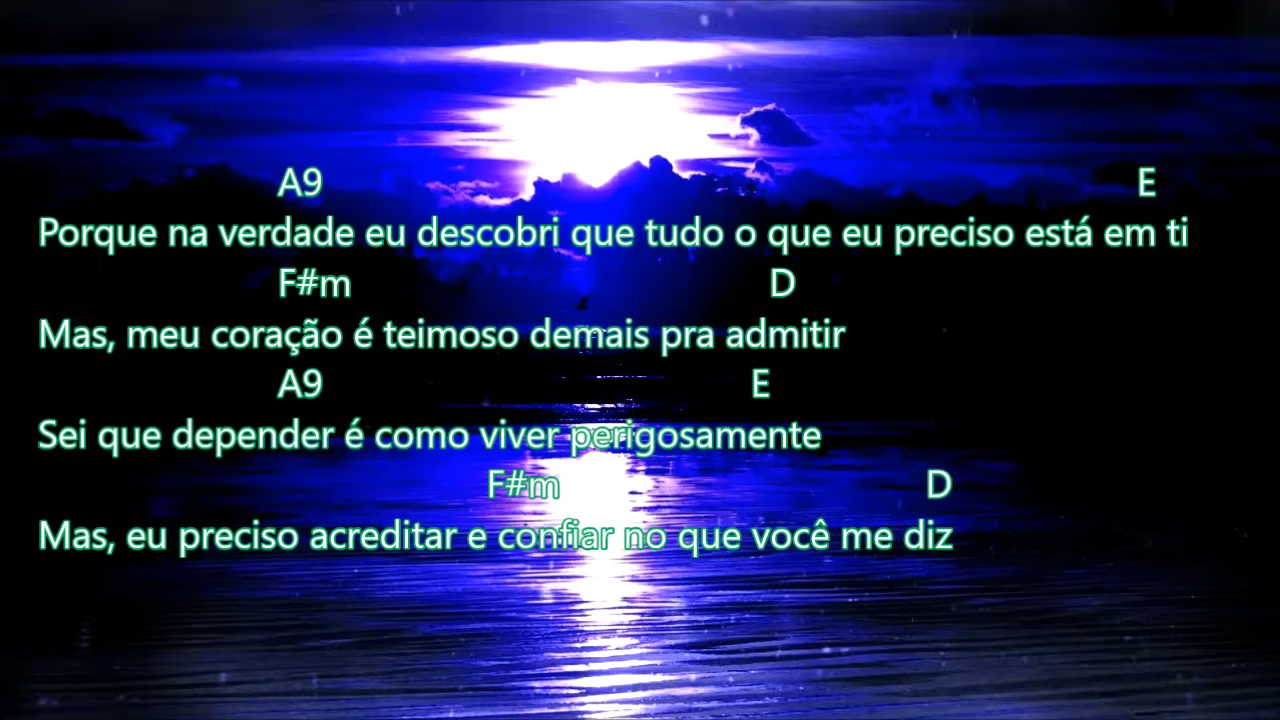 A9 E
Porque na verdade eu descobri que tudo o que eu preciso está em ti
F#m D
Mas, meu coração é teimoso demais pra admitir
A9 E
Sei que depender é como viver perigosamente
F#m D
Mas, eu preciso acreditar e confiar no que você me diz